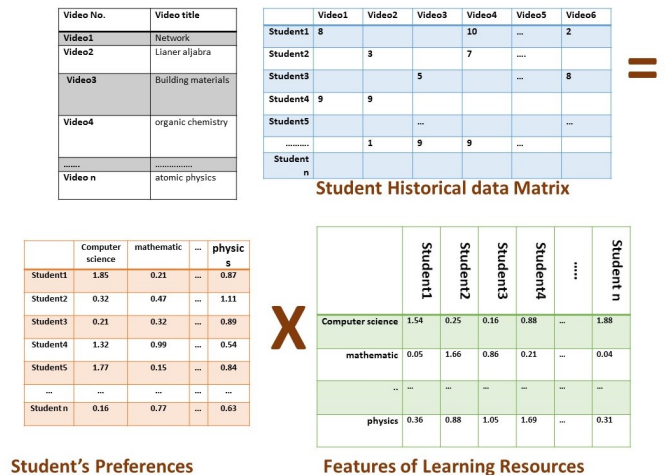 Video No. Video title
Video1 Network
Video2 Lianer aljabra
Video3 Building materials
Video4 organic chemistry
....... ................
Video n atomic physics
Video1 Video2 Video3 Video4 Video5 Video6
Student1 8 10 ... 2
Student2 3 7 ....
Student3 5 ... 8
Student4 9 9
Student5 ... ...
.......... 1 9 9 ...
Student
n
=
Student Historical data Matrix
Computer
science mathematic ... physic
s
Student1 1.85 0.21 ... 0.87
Student2 0.32 0.47 ... 1.11
Student3 0.21 0.32 ... 0.89
Student4 1.32 0.99 ... 0.54
Student5 1.77 0.15 ... 0.84
... ... ... ... ...
Student n 0.16 0.77 ... 0.63
Student's Preferences
X
Student1 Student2 Student3 Student4 ...... Student n
Computer science 1.54 0.25 0.16 0.88 ... 1.88
mathematic 0.05 1.66 0.86 0.21 ... 0.04
.. ... ... ... ... ... ...
physics 0.36 0.88 1.05 1.69 ... 0.31
Features of Learning Resources